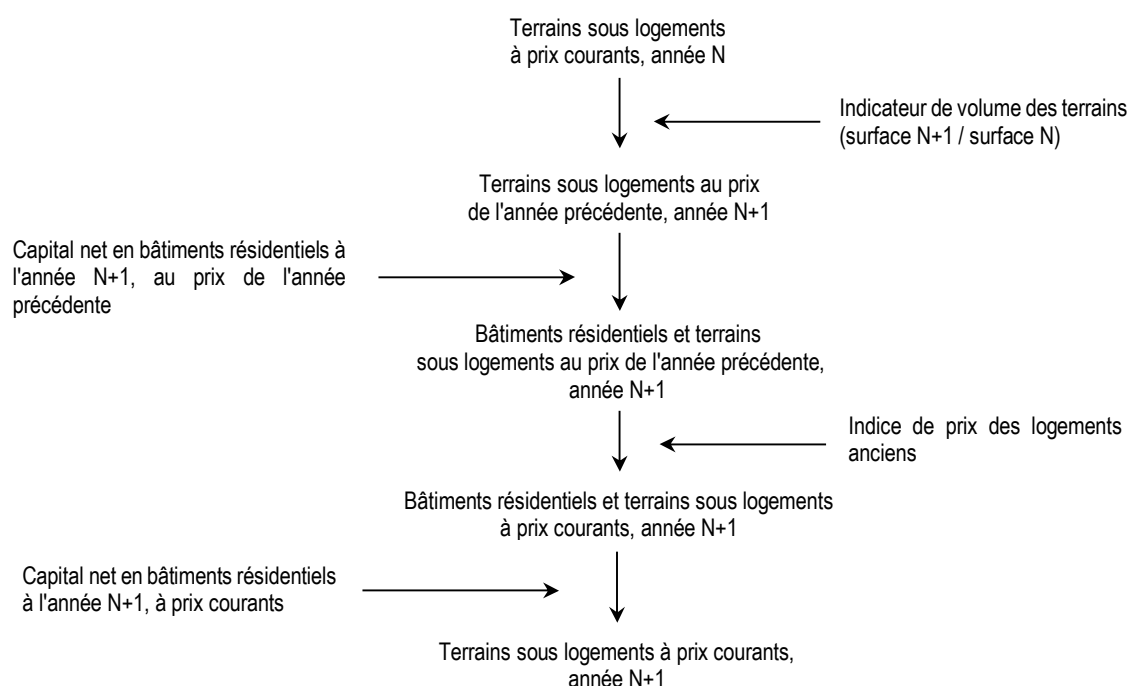 Terrains sous logements
à prix courants, année N
Indicateur de volume des terrains
(surface N+1 / surface N)
Terrains sous logements au prix
de l'année précédente, année N+1
Capital net en bâtiments résidentiels à
l'année N+1, au prix de l'année
précédente
Bâtiments résidentiels et terrains
sous logements au prix de l'année précédente,
année N+1
Indice de prix des logements
anciens
Bâtiments résidentiels et terrains sous logements
à prix courants, année N+1
Capital net en bâtiments résidentiels
à l'année N+1, à prix courants
Terrains sous logements à prix courants,
année N+1